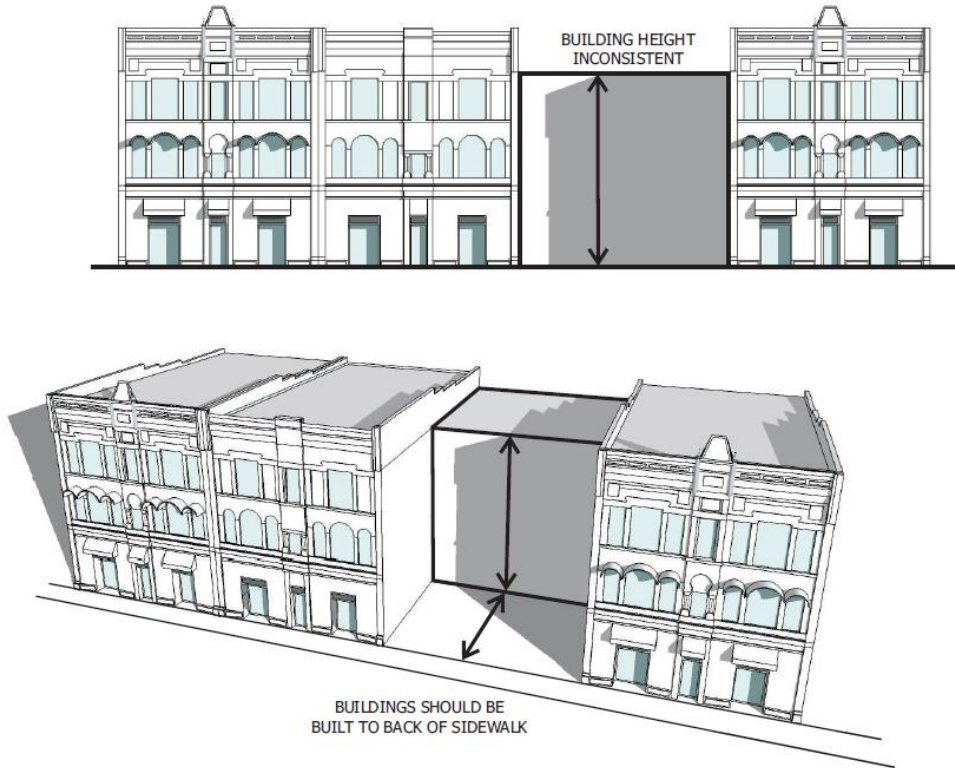 BUILDING HEIGHT
INCONSISTENT
BUILDINGS SHOULD BE
BUILT TO BACK OF SIDEWALK